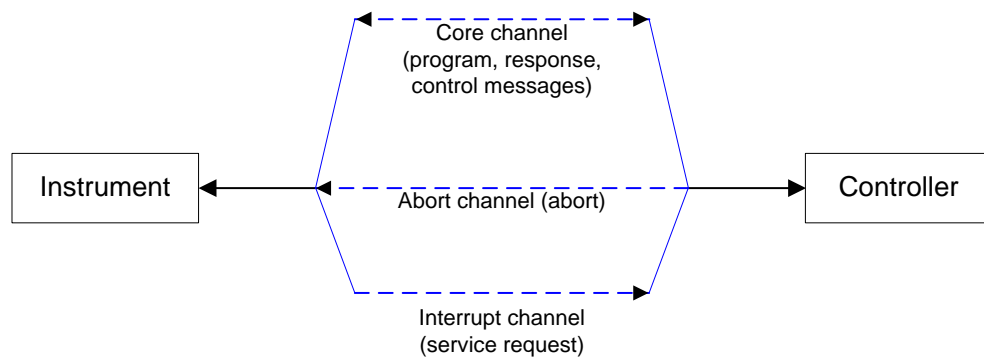 Core channel
(program, response,
control messages)
Instrument
Abort channel (abort)
Controller
Interrupt channel
(service request)